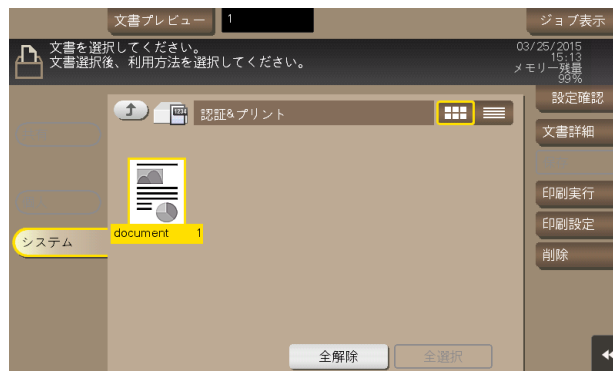 文書プレビュー
1
ジョブ表示
文書を選択してください。
文書選択後、利用方法を選択してください。
03/25/2015
15:13
メモリー残量
99%
設定確認
認証&プリント
文書詳細
印刷実行
印刷設定
システム
document 1
削除
全解除
全選択